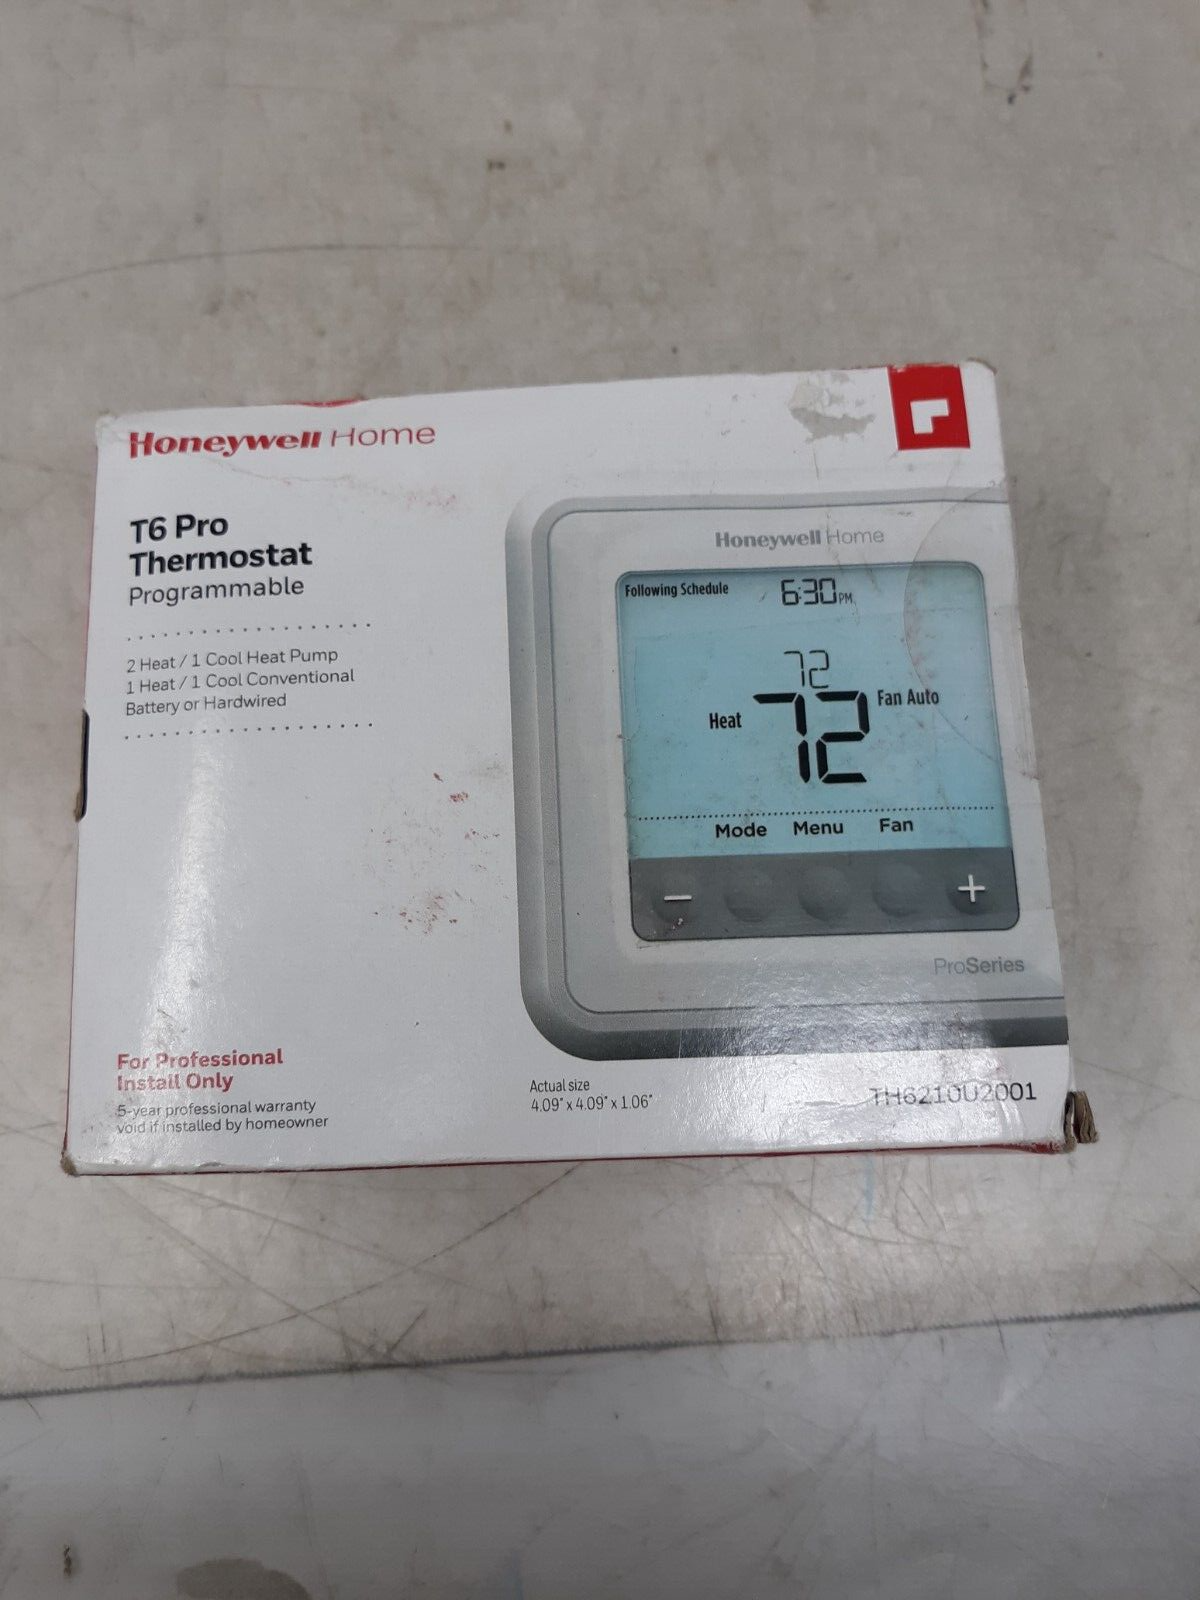 Honeywell Home
T6 Pro
Thermostat
Programmable
2 Heat / 1 Cool Heat Pump
1 Heat / 1 Cool Conventional
Battery or Hardwired
For Professional
Install Only
5-year professional warranty
void if installed by homeowner
Honeywell Home
Following Schedule 6:30 PM
72
Heat 72 Fan Auto
Mode Menu Fan
− +
ProSeries
Actual size
4.09" x 4.09" x 1.06"
TH6210U2001